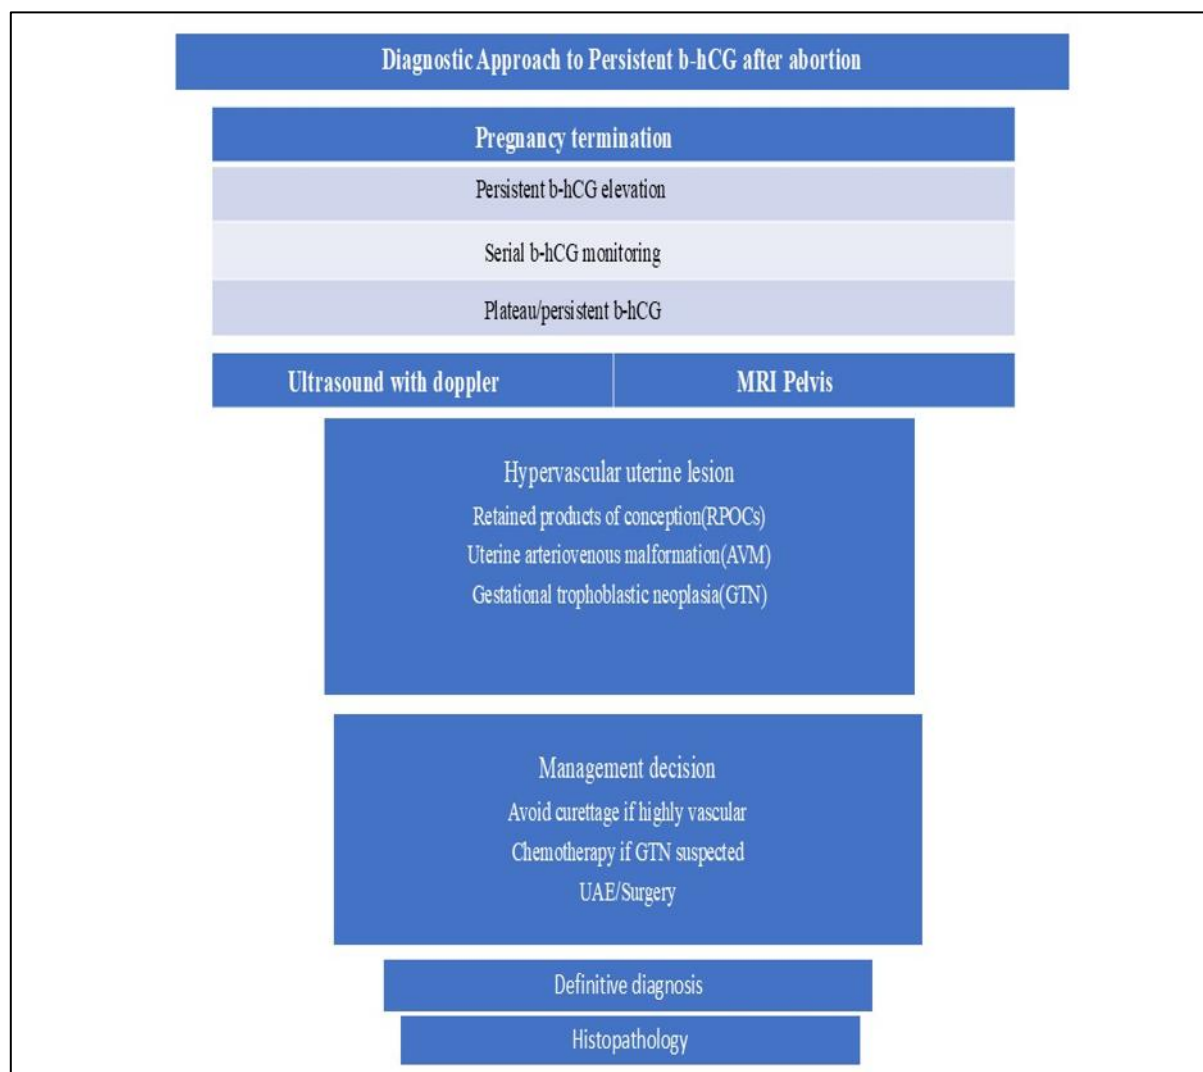 Diagnostic Approach to Persistent b-hCG after abortion
Pregnancy termination
Persistent b-hCG elevation
Serial b-hCG monitoring
Plateau/persistent b-hCG
Ultrasound with doppler
MRI Pelvis
Hypervascular uterine lesion
Retained products of conception(RPOCs)
Uterine arteriovenous malformation(AVM)
Gestational trophoblastic neoplasia(GTN)
Management decision
Avoid curettage if highly vascular
Chemotherapy if GTN suspected
UAE/Surgery
Definitive diagnosis
Histopathology